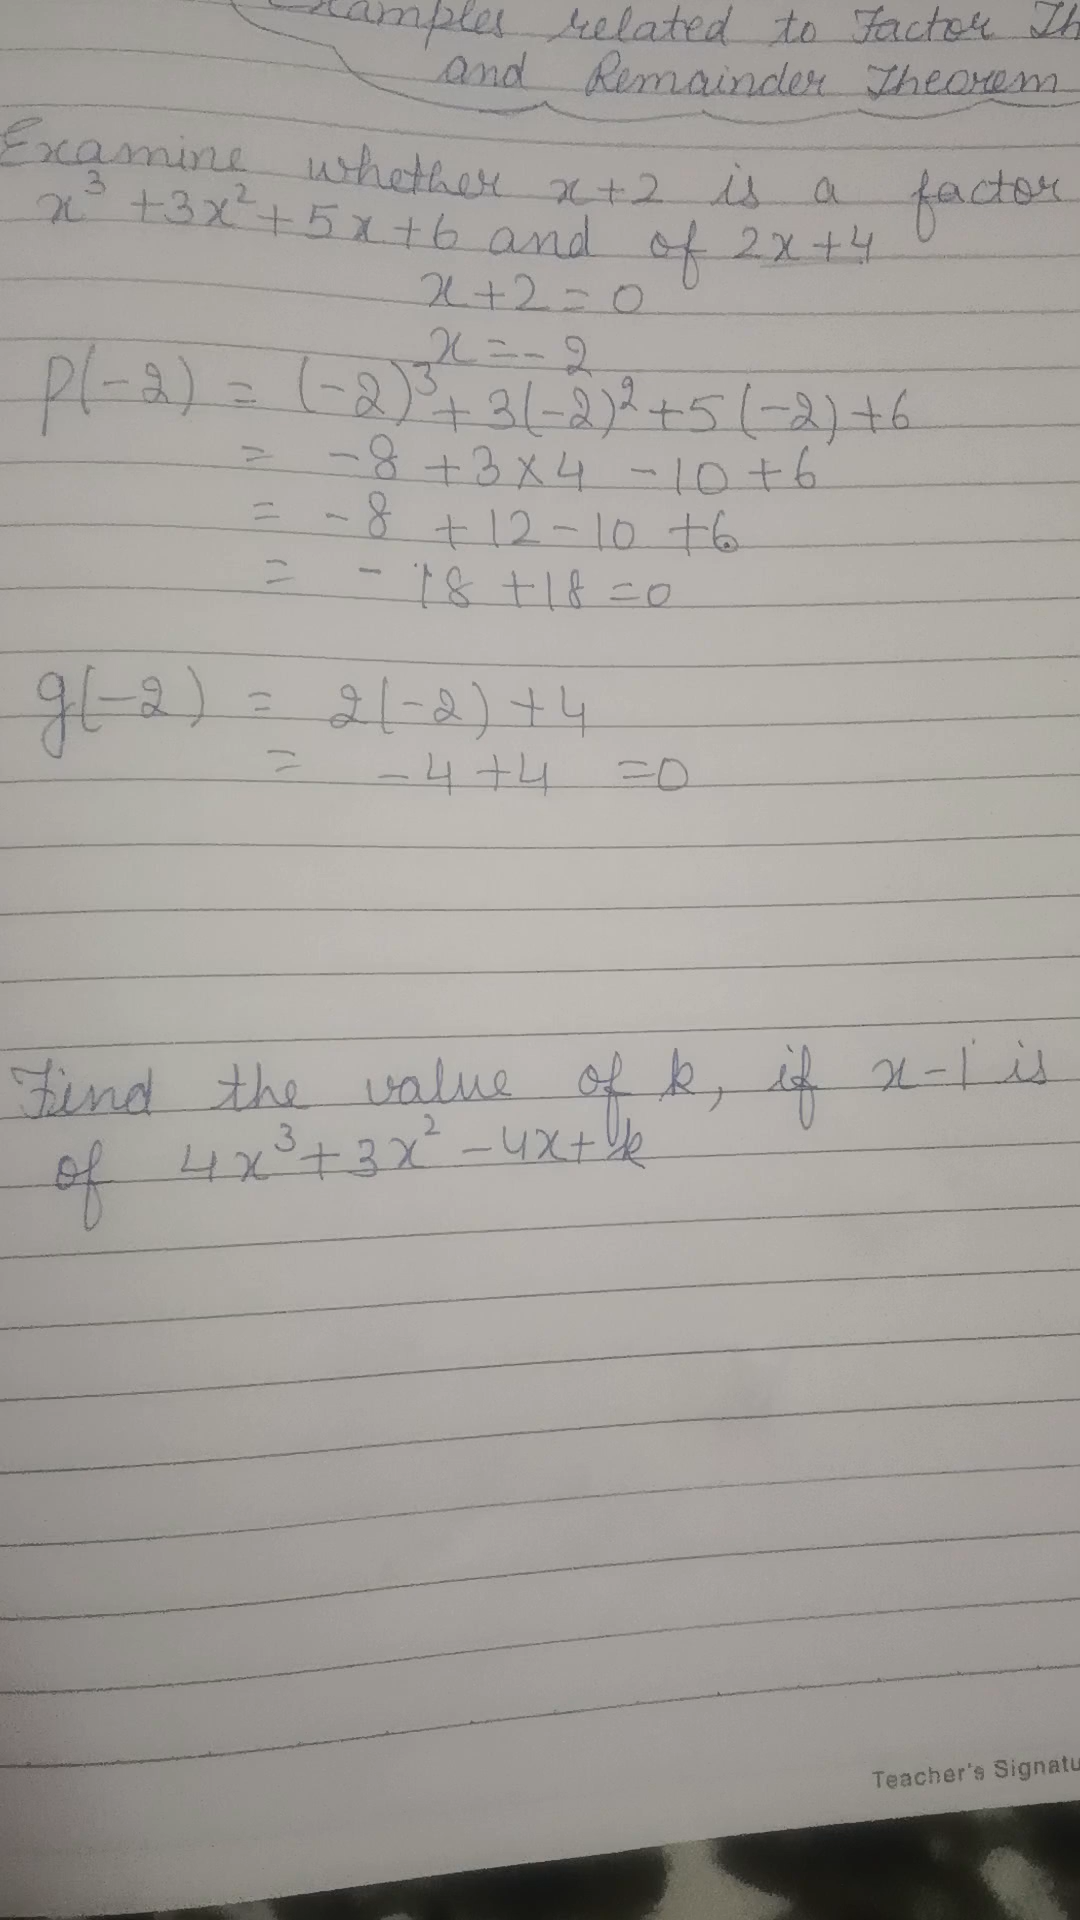 Examples related to Factor Th
and Remainder Theorem
Examine whether x+2 is a factor
x³ +3x²+5x+6 and of 2x+4
x+2=0
x=-2
p(-2) = (-2)³+3(-2)²+5(-2)+6
= -8 +3×4 -10+6
= -8 +12-10 +6
= -18 +18=0
g(-2) = 2(-2)+4
= -4+4 =0
Find the value of k, if x-1 is
of 4x³+3x²-4x+k
Teacher's Signatu